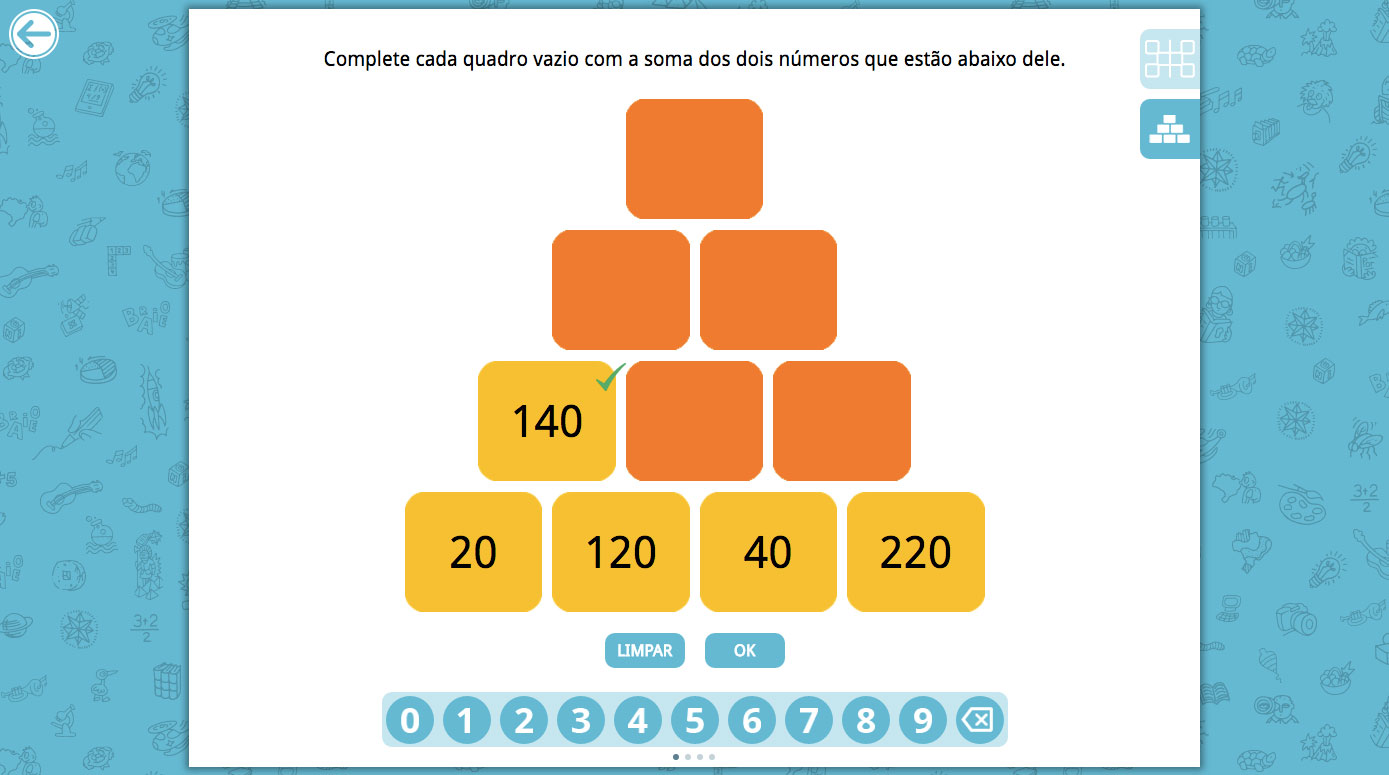 Complete cada quadro vazio com a soma dos dois números que estão abaixo dele.
140
20 120 40 220
LIMPAR OK
0 1 2 3 4 5 6 7 8 9